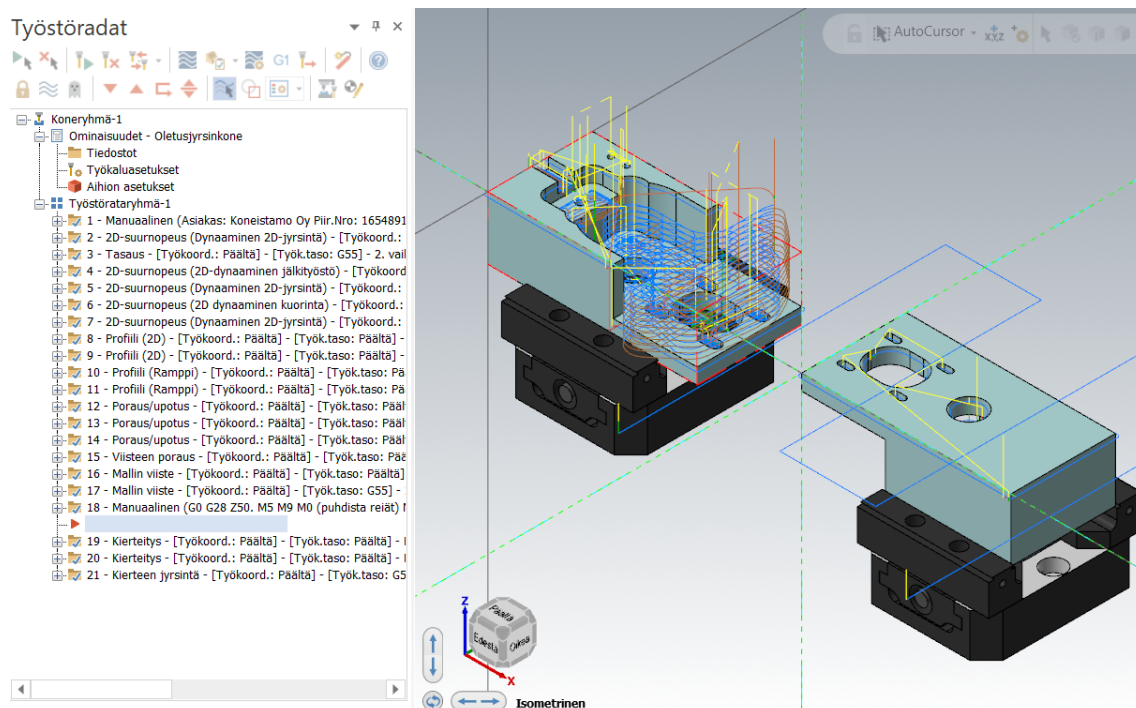 Työstöradat
AutoCursor
X,Y,Z
G1
Koneryhmä-1
Ominaisuudet - Oletusjyrsinkone
Tiedostot
Työkaluasetukset
Aihion asetukset
Työstörataryhmä-1
1 - Manuaalinen (Asiakas: Koneistamo Oy Piir.Nro: 1654891
2 - 2D-suurnopeus (Dynaaminen 2D-jyrsintä) - [Työkoord.:
3 - Tasaus - [Työkoord.: Päältä] - [Työk.taso: G55] - 2. vail
4 - 2D-suurnopeus (2D-dynaaminen jälkityöstö) - [Työkoord
5 - 2D-suurnopeus (Dynaaminen 2D-jyrsintä) - [Työkoord.:
6 - 2D-suurnopeus (2D dynaaminen kuorinta) - [Työkoord.:
7 - 2D-suurnopeus (Dynaaminen 2D-jyrsintä) - [Työkoord.:
8 - Profiili (2D) - [Työkoord.: Päältä] - [Työk.taso: Päältä] -
9 - Profiili (2D) - [Työkoord.: Päältä] - [Työk.taso: Päältä] -
10 - Profiili (Ramppi) - [Työkoord.: Päältä] - [Työk.taso: Pä
11 - Profiili (Ramppi) - [Työkoord.: Päältä] - [Työk.taso: Pä
12 - Poraus/upotus - [Työkoord.: Päältä] - [Työk.taso: Pääl
13 - Poraus/upotus - [Työkoord.: Päältä] - [Työk.taso: Pääl
14 - Poraus/upotus - [Työkoord.: Päältä] - [Työk.taso: Pääl
15 - Viisteen poraus - [Työkoord.: Päältä] - [Työk.taso: Pää
16 - Mallin viiste - [Työkoord.: Päältä] - [Työk.taso: Päältä]
17 - Mallin viiste - [Työkoord.: Päältä] - [Työk.taso: G55] -
18 - Manuaalinen (G0 G28 Z50. M5 M9 M0 (puhdista reiät) M
19 - Kierteitys - [Työkoord.: Päältä] - [Työk.taso: Päältä] -
20 - Kierteitys - [Työkoord.: Päältä] - [Työk.taso: Päältä] -
21 - Kierteen jyrsintä - [Työkoord.: Päältä] - [Työk.taso: G5
Z
Päältä
Edestä
Oikea
X
Isometrinen